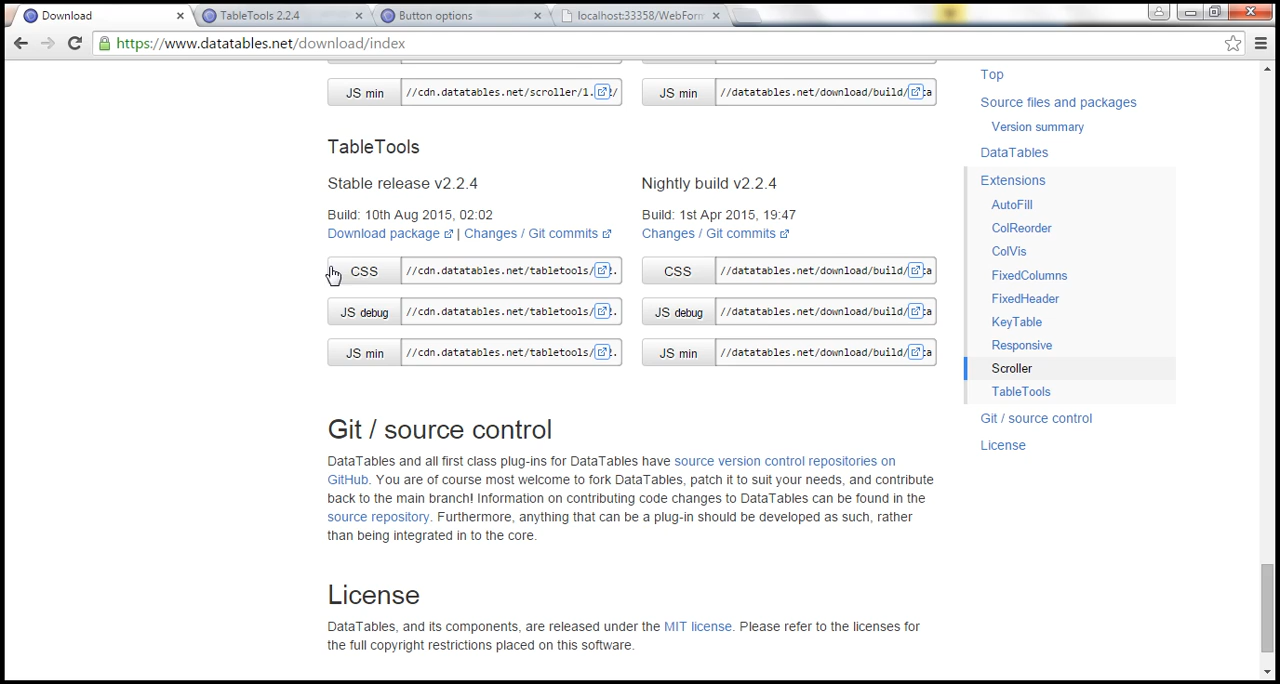 Download
TableTools 2.2.4
Button options
localhost:33358/WebForm
https://www.datatables.net/download/index
JS min //cdn.datatables.net/scroller/1.
JS min //datatables.net/download/build/
TableTools
Stable release v2.2.4
Build: 10th Aug 2015, 02:02
Download package | Changes / Git commits
CSS //cdn.datatables.net/tabletools/
JS debug //cdn.datatables.net/tabletools/
JS min //cdn.datatables.net/tabletools/
Nightly build v2.2.4
Build: 1st Apr 2015, 19:47
Changes / Git commits
CSS //datatables.net/download/build/
JS debug //datatables.net/download/build/
JS min //datatables.net/download/build/
Git / source control
DataTables and all first class plug-ins for DataTables have source version control repositories on
GitHub. You are of course most welcome to fork DataTables, patch it to suit your needs, and contribute
back to the main branch! Information on contributing code changes to DataTables can be found in the
source repository. Furthermore, anything that can be a plug-in should be developed as such, rather
than being integrated in to the core.
License
DataTables, and its components, are released under the MIT license. Please refer to the licenses for
the full copyright restrictions placed on this software.
Top
Source files and packages
Version summary
DataTables
Extensions
AutoFill
ColReorder
ColVis
FixedColumns
FixedHeader
KeyTable
Responsive
Scroller
TableTools
Git / source control
License